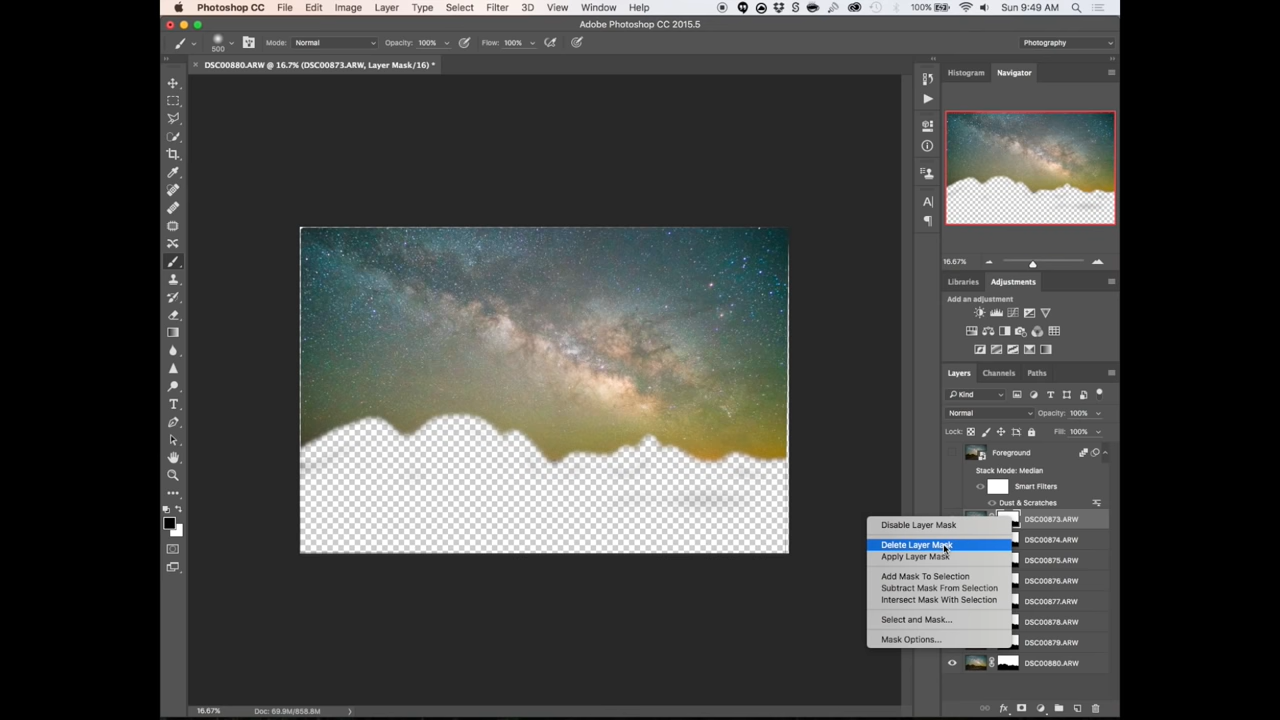 Photoshop CC File Edit Image Layer Type Select Filter 3D View Window Help 100% Sun 9:49 AM
Adobe Photoshop CC 2015.5
500 Mode: Normal Opacity: 100% Flow: 100% Photography
DSC00880.ARW @ 16.7% (DSC00873.ARW, Layer Mask/16) *
Histogram Navigator
16.67%
Libraries Adjustments
Add an adjustment
Layers Channels Paths
Kind
Normal Opacity: 100%
Lock: Fill: 100%
Foreground
Stack Mode: Median
Smart Filters
Dust & Scratches
DSC00873.ARW
DSC00874.ARW
DSC00875.ARW
DSC00876.ARW
DSC00877.ARW
DSC00878.ARW
DSC00879.ARW
DSC00880.ARW
Disable Layer Mask
Delete Layer Mask
Apply Layer Mask
Add Mask To Selection
Subtract Mask From Selection
Intersect Mask With Selection
Select and Mask...
Mask Options...
16.67% Doc: 69.9M/858.8M